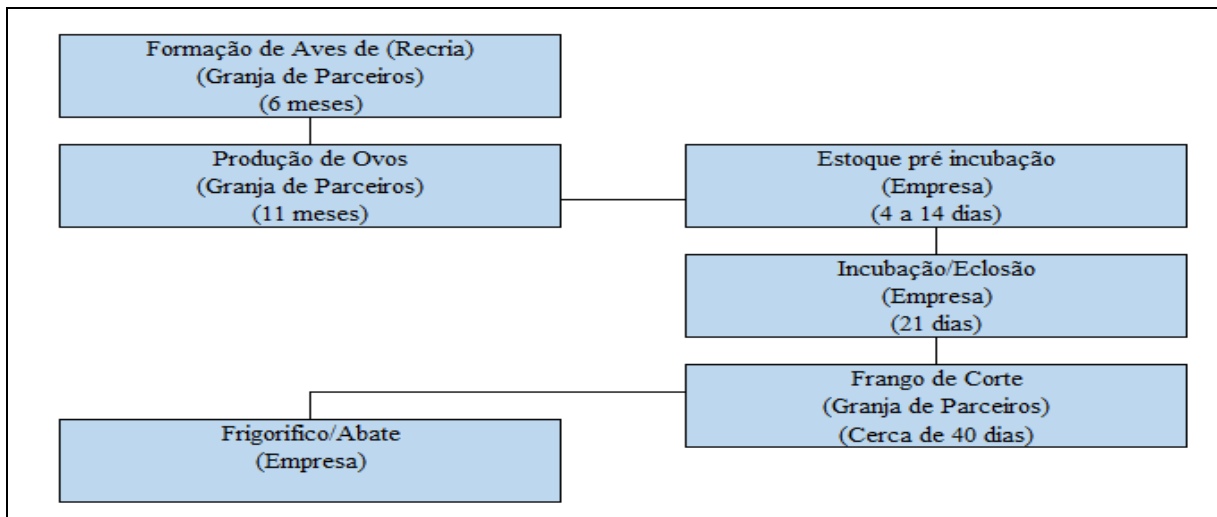 Formação de Aves de (Recria)
(Granja de Parceiros)
(6 meses)
Produção de Ovos
(Granja de Parceiros)
(11 meses)
Estoque pré incubação
(Empresa)
(4 a 14 dias)
Incubação/Eclosão
(Empresa)
(21 dias)
Frango de Corte
(Granja de Parceiros)
(Cerca de 40 dias)
Frigorifico/Abate
(Empresa)